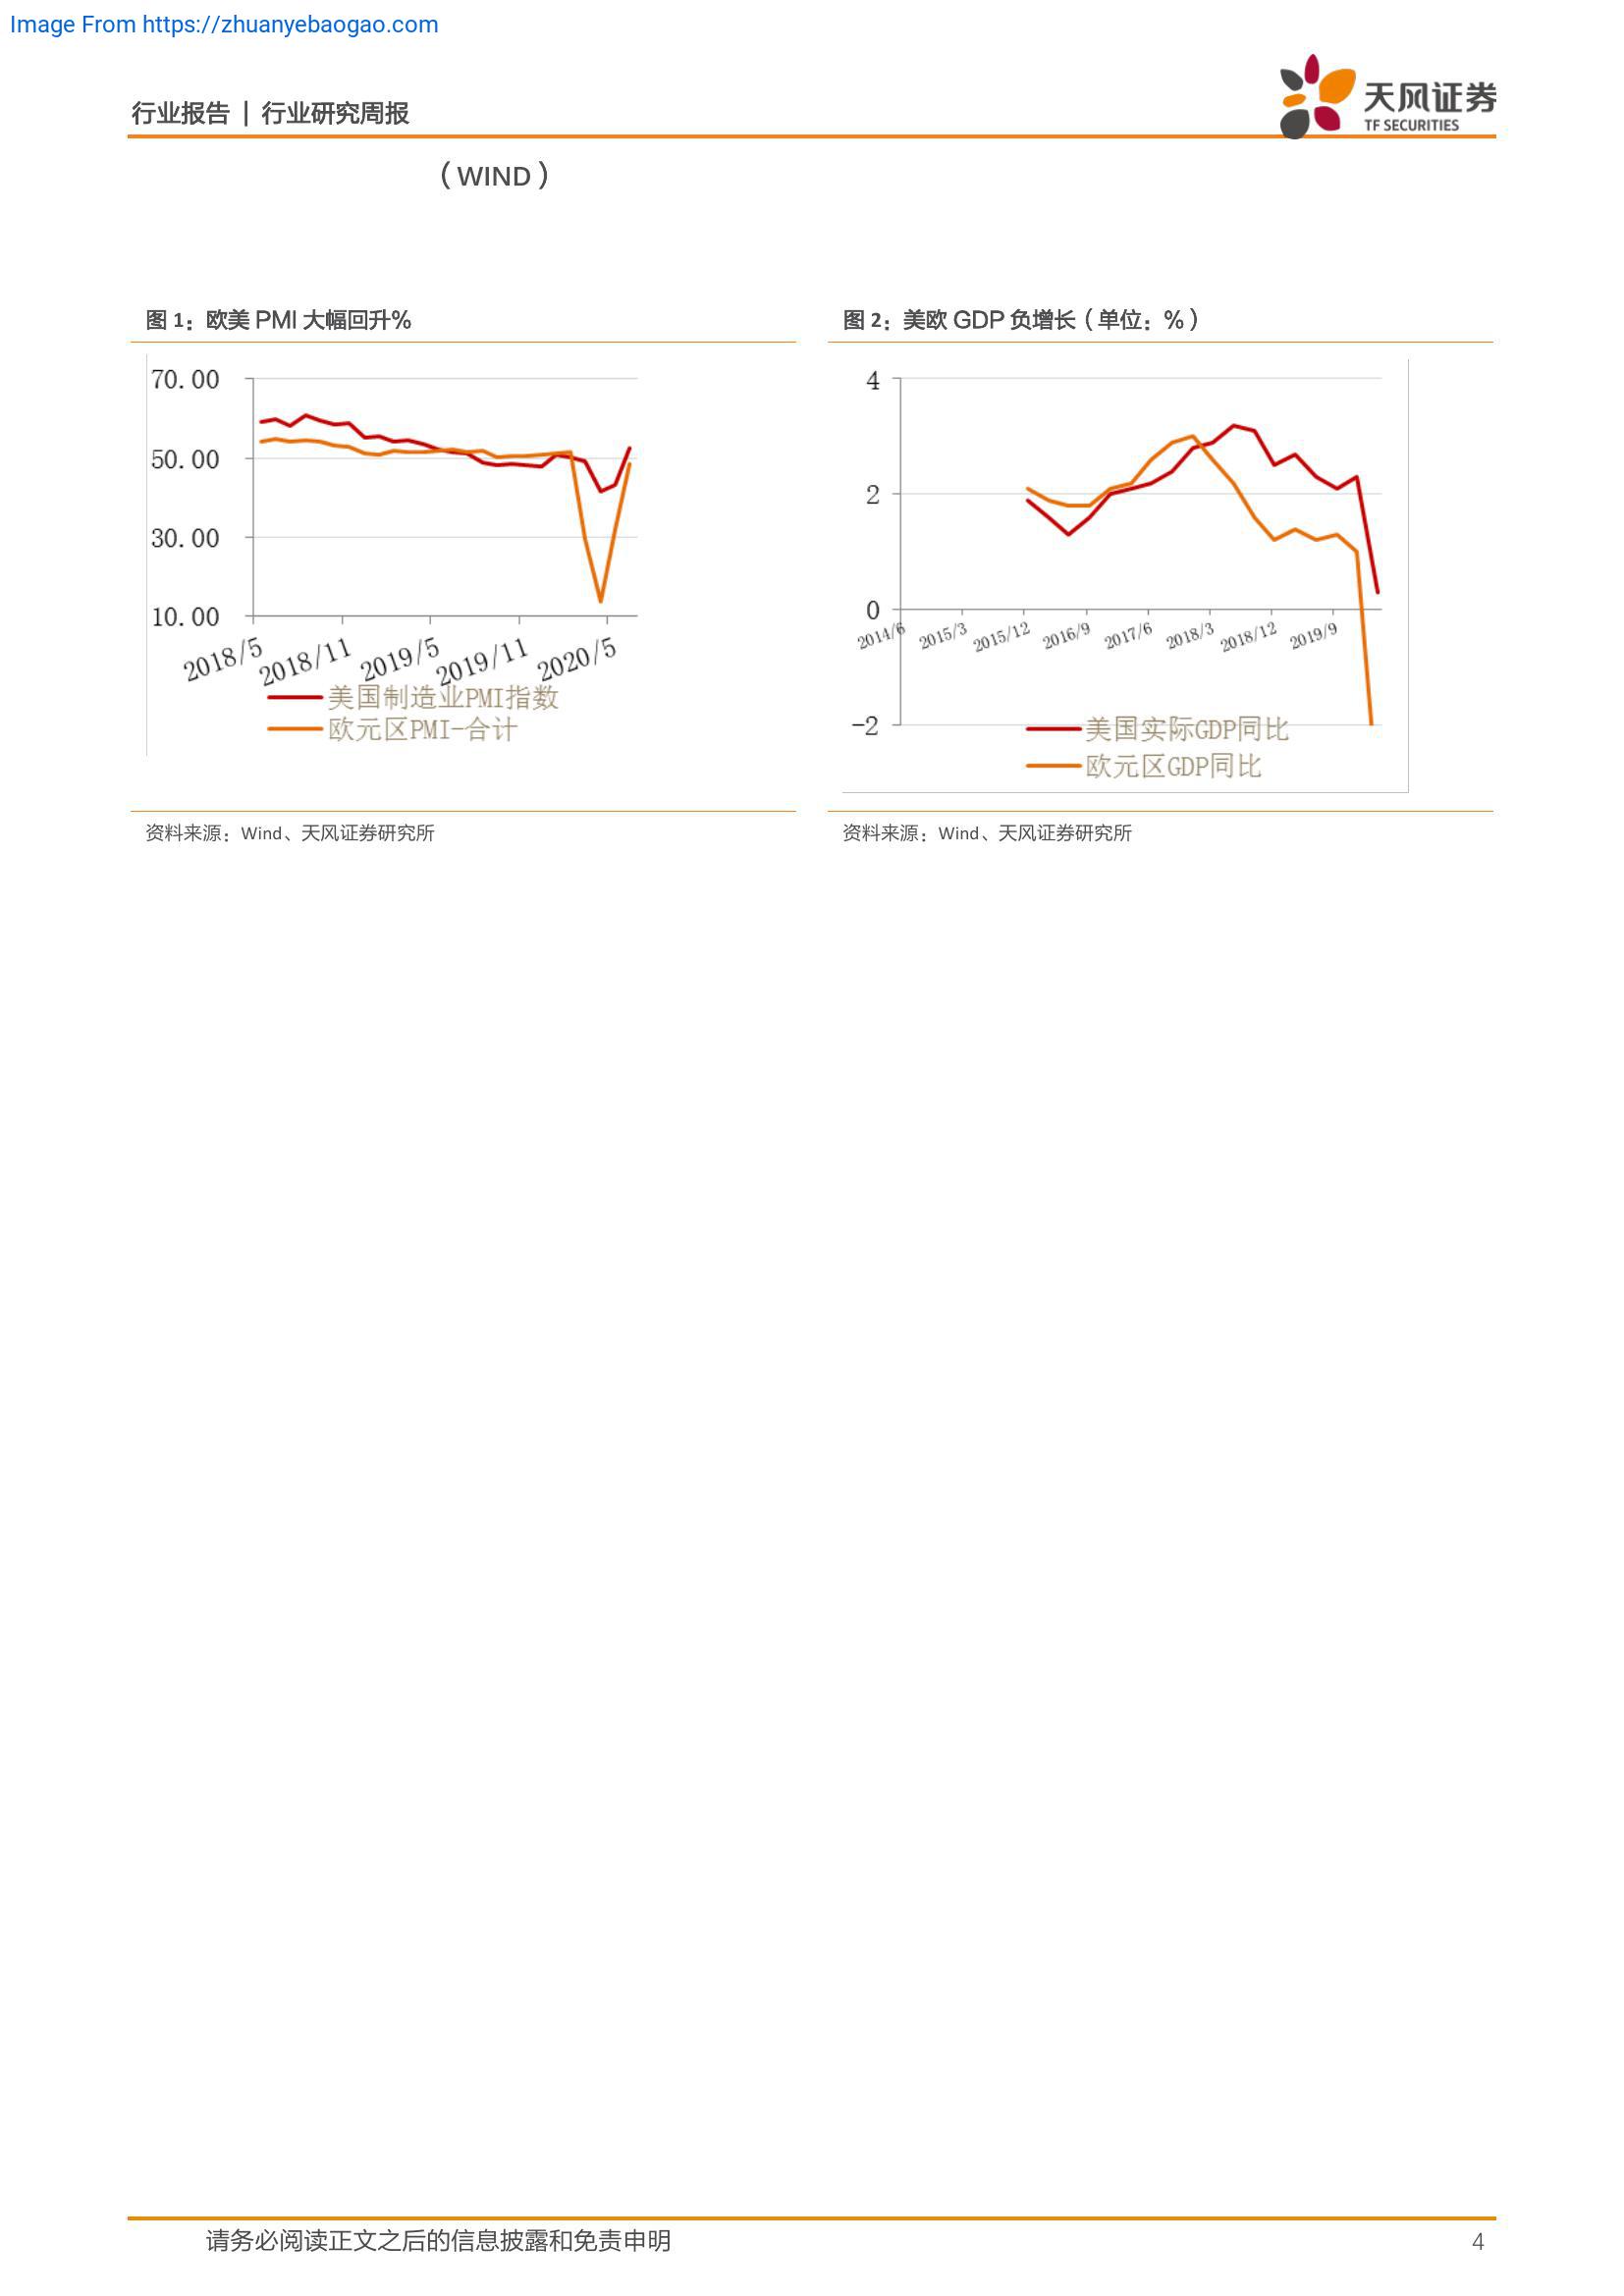 Image From https://zhuanyebaogao.com
行业报告 | 行业研究周报
天风证券
TF SECURITIES
（WIND）
图 1：欧美 PMI 大幅回升%
70.00
50.00
30.00
10.00
2018/5
2018/11
2019/5
2019/11
2020/5
美国制造业PMI指数
欧元区PMI-合计
资料来源：Wind、天风证券研究所
图 2：美欧 GDP 负增长（单位：%）
4
2
0
-2
2014/6
2015/3
2015/12
2016/9
2017/6
2018/3
2018/12
2019/9
美国实际GDP同比
欧元区GDP同比
资料来源：Wind、天风证券研究所
请务必阅读正文之后的信息披露和免责申明
4